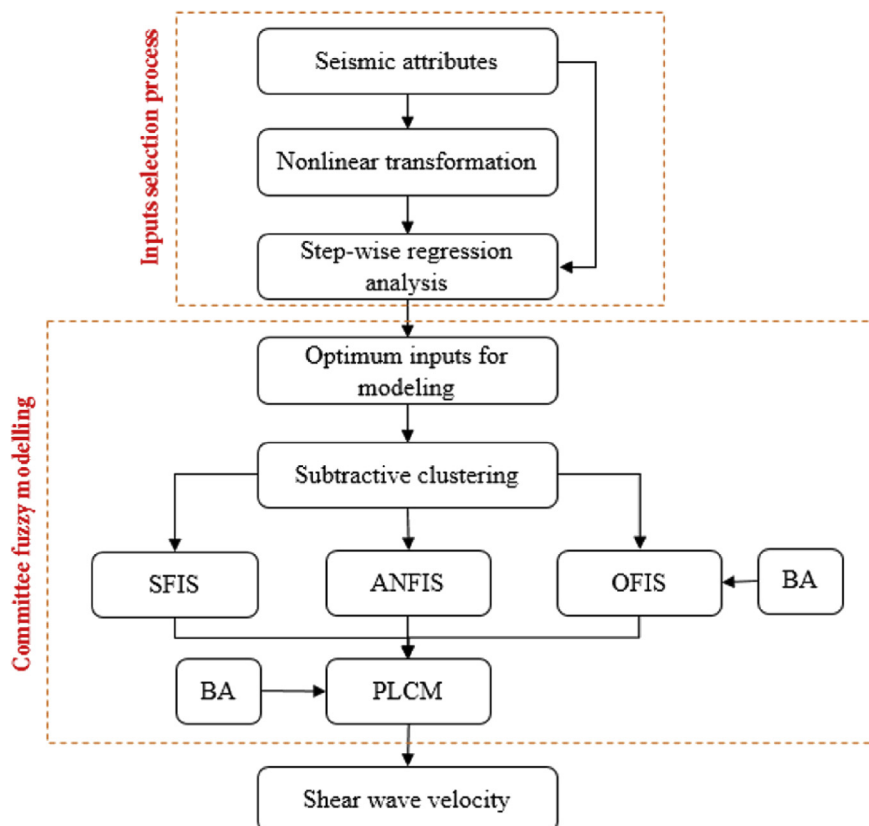 Inputs selection process
Seismic attributes
Nonlinear transformation
Step-wise regression
analysis
Committee fuzzy modelling
Optimum inputs for
modeling
Subtractive clustering
SFIS
ANFIS
OFIS
BA
BA
PLCM
Shear wave velocity